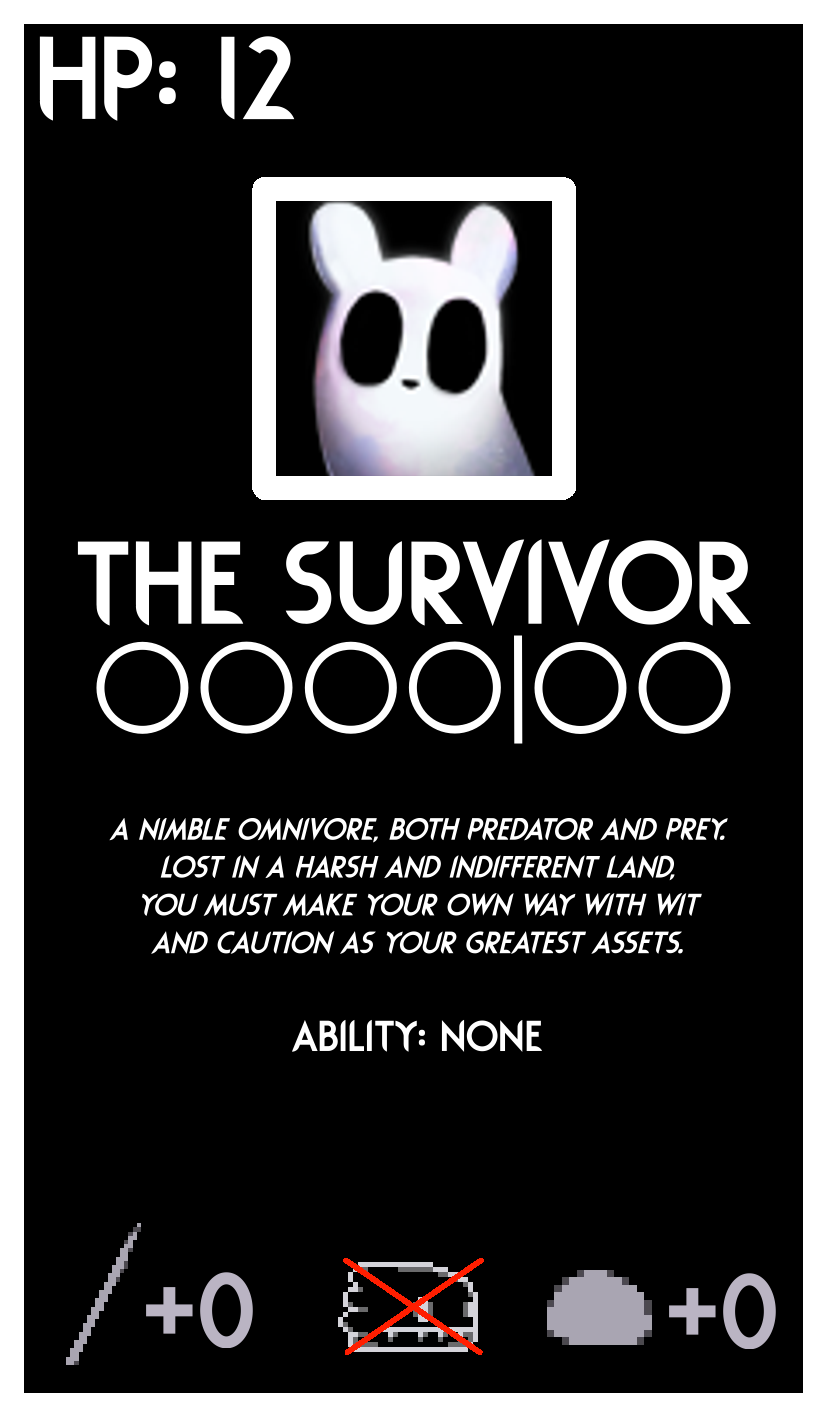 HP: 12
THE SURVIVOR
A NIMBLE OMNIVORE, BOTH PREDATOR AND PREY.
LOST IN A HARSH AND INDIFFERENT LAND,
YOU MUST MAKE YOUR OWN WAY WITH WIT
AND CAUTION AS YOUR GREATEST ASSETS.
ABILITY: NONE
+0 +0